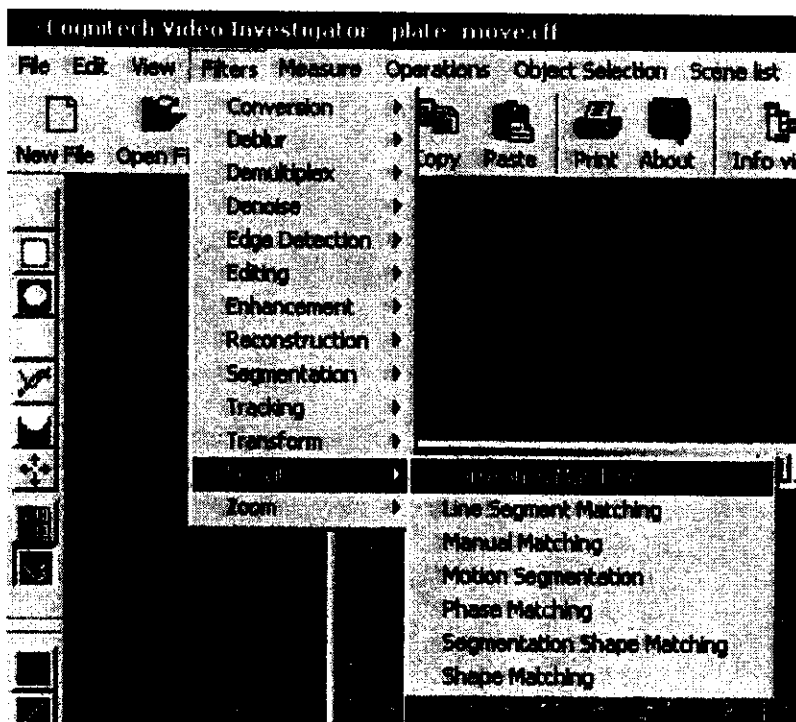 Cognitech Video Investigator plate move.cff
File Edit View Filters Measure Operations Object Selection Scene list
New File Open Fi Copy Paste Print About Info vi
Conversion
Deblur
Demultiplex
Denoise
Edge Detection
Editing
Enhancement
Reconstruction
Segmentation
Tracking
Transform
Zoom
Line Segment Matching
Manual Matching
Motion Segmentation
Phase Matching
Segmentation Shape Matching
Shape Matching